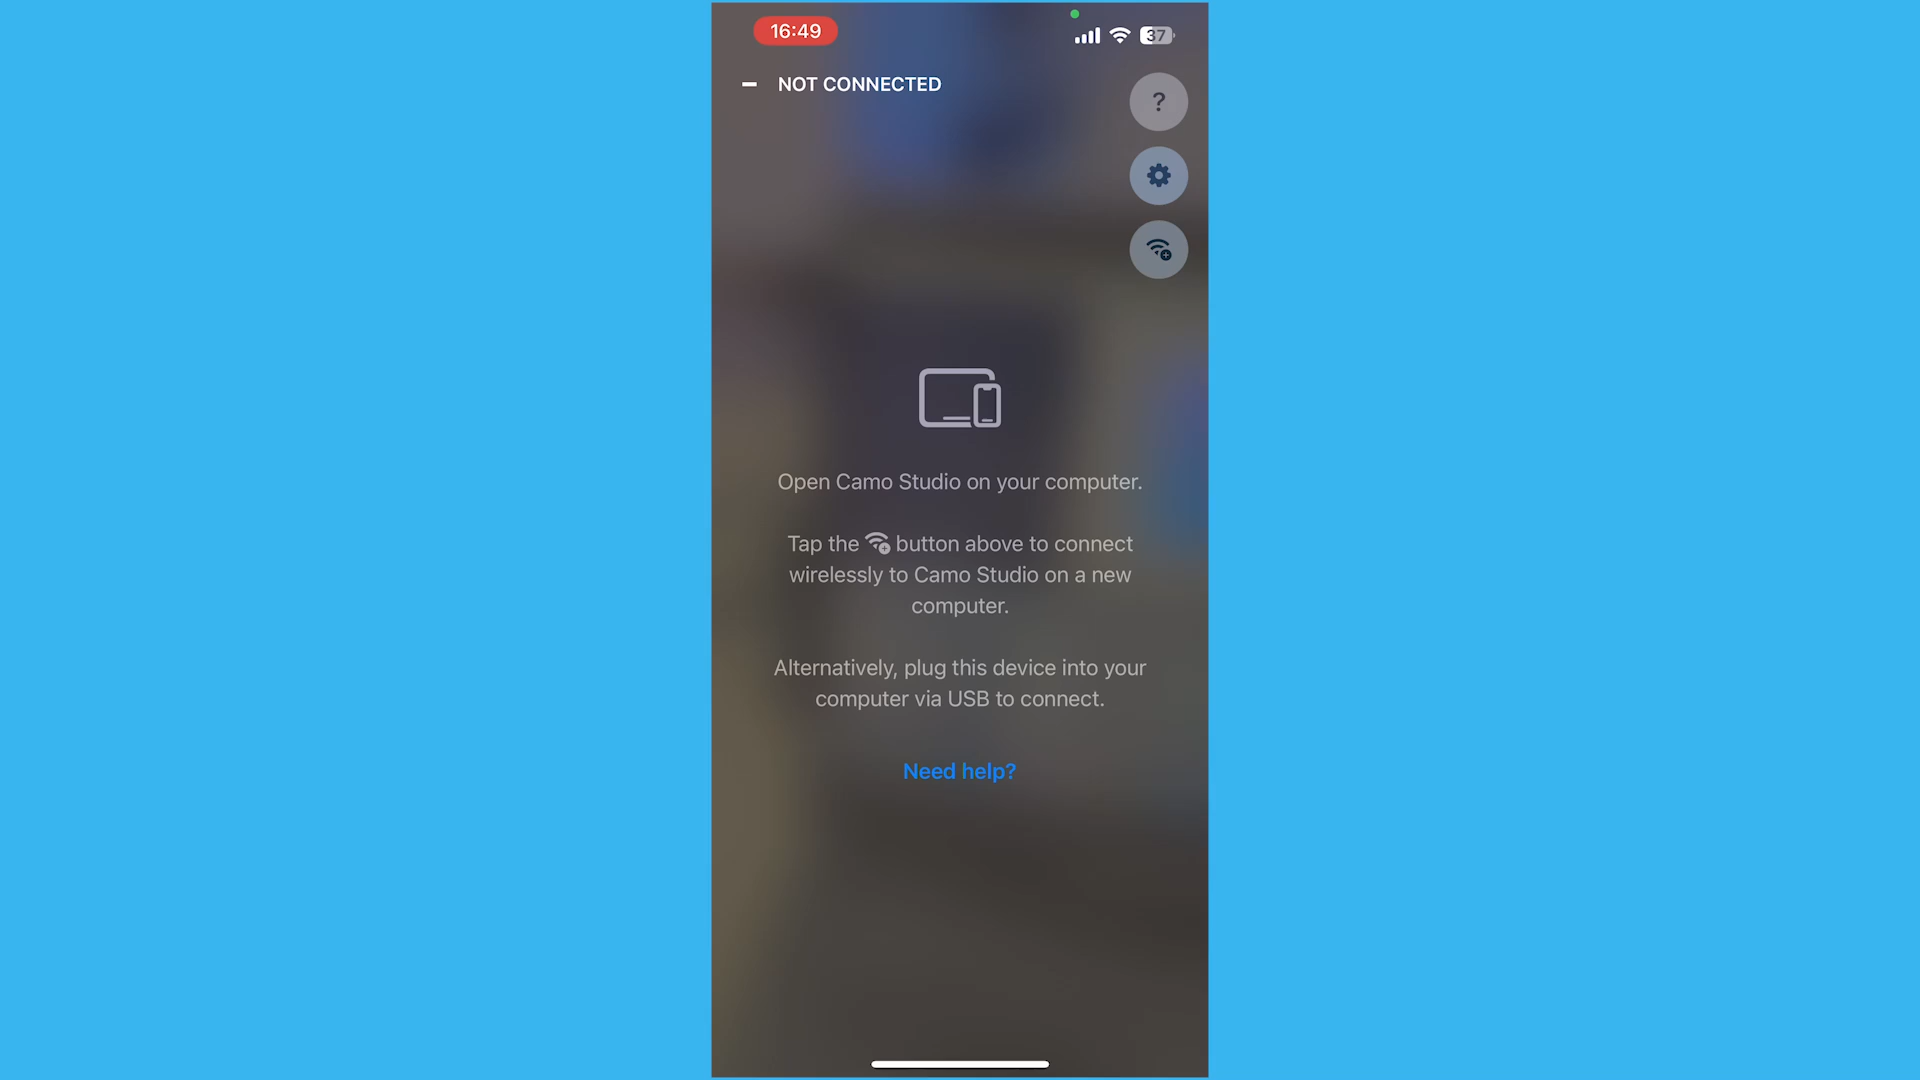 16:49
37
NOT CONNECTED
?
Open Camo Studio on your computer.
Tap the button above to connect
wirelessly to Camo Studio on a new
computer.
Alternatively, plug this device into your
computer via USB to connect.
Need help?